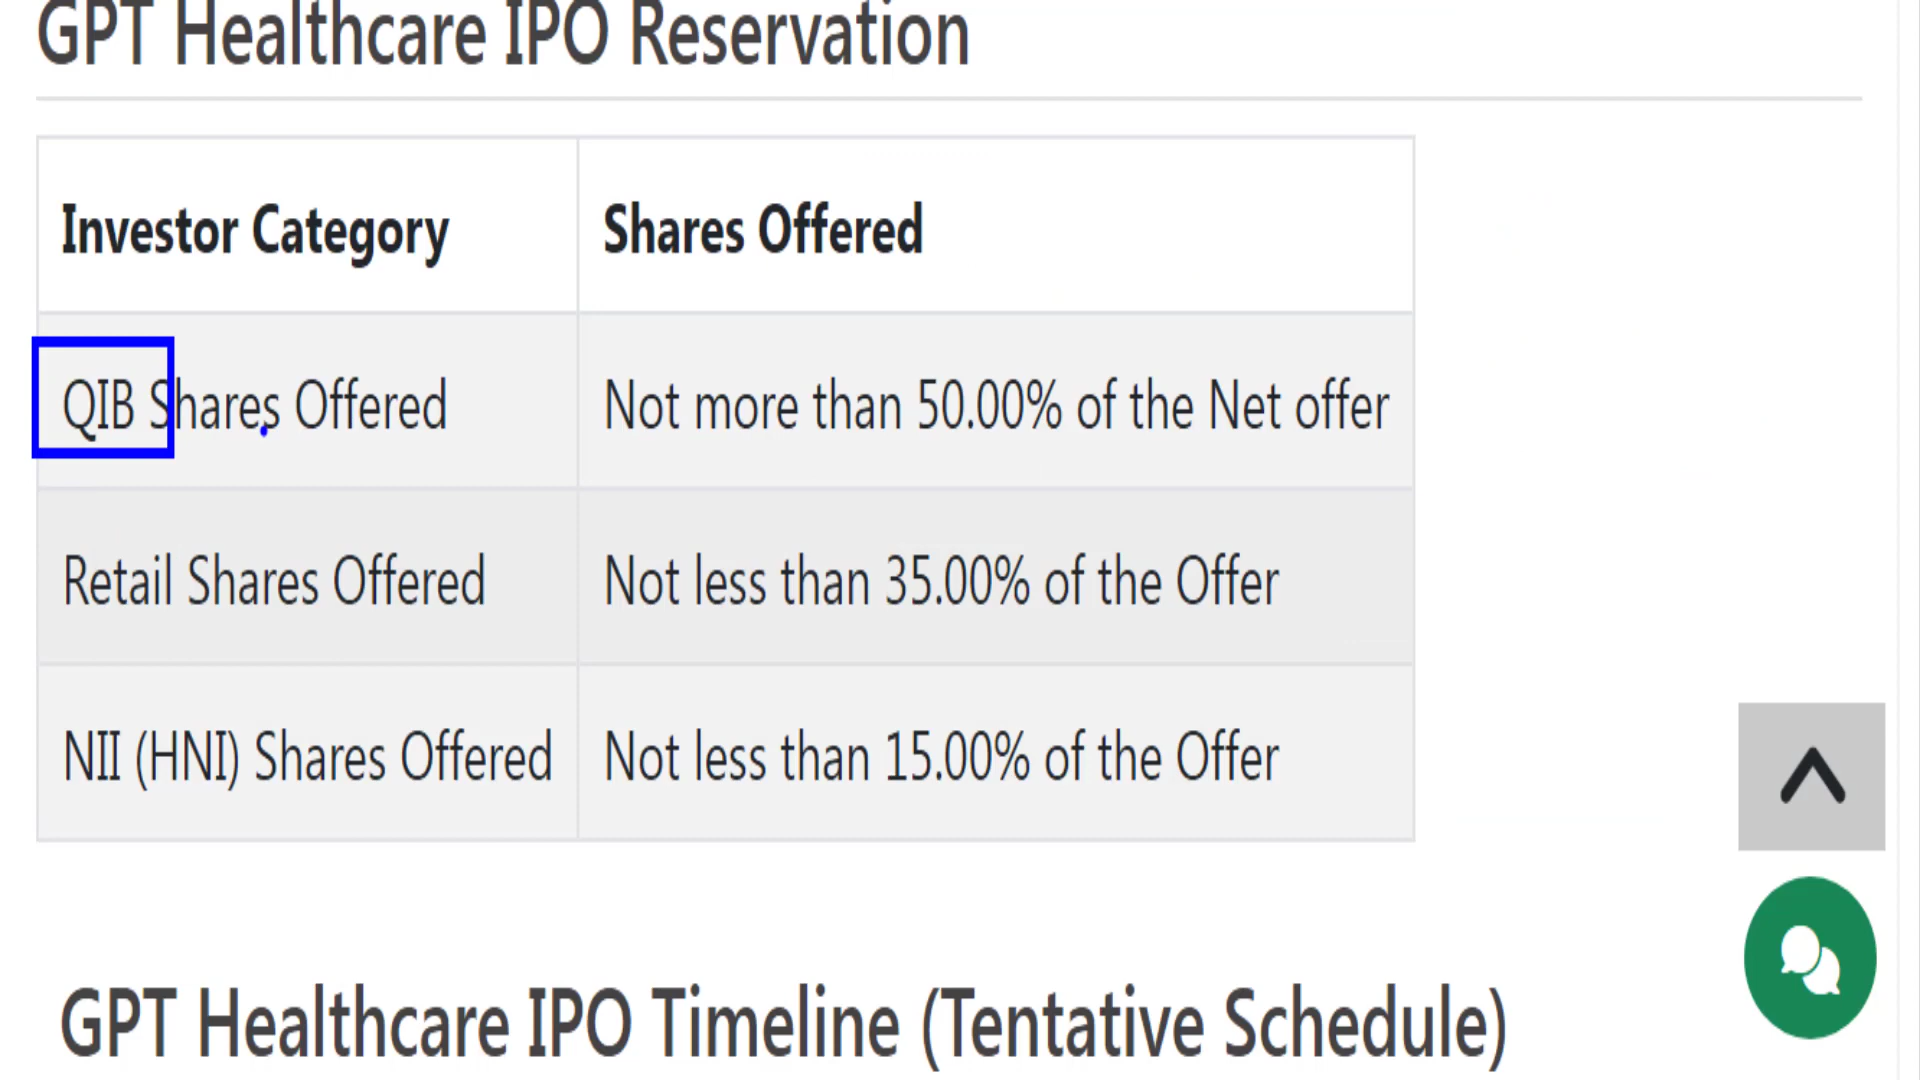 GPT Healthcare IPO Reservation
Investor Category Shares Offered
QIB Shares Offered Not more than 50.00% of the Net offer
Retail Shares Offered Not less than 35.00% of the Offer
NII (HNI) Shares Offered Not less than 15.00% of the Offer
GPT Healthcare IPO Timeline (Tentative Schedule)